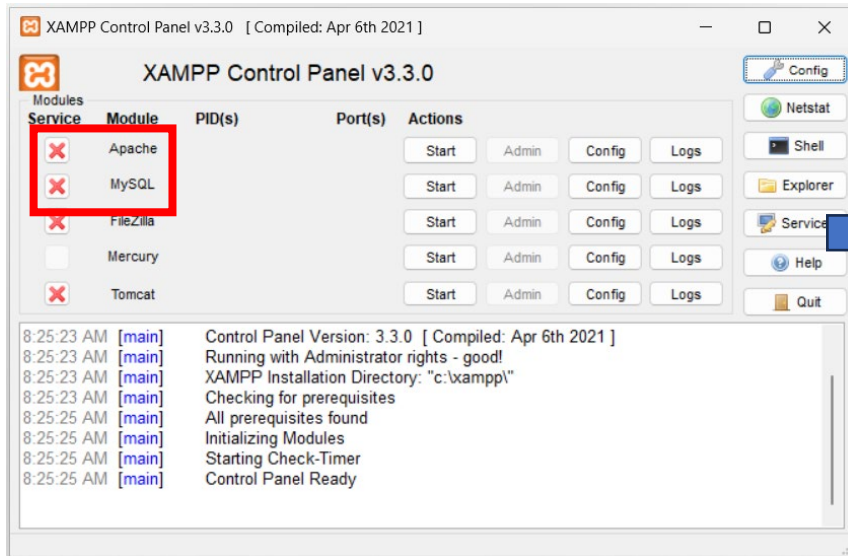 XAMPP Control Panel v3.3.0 [ Compiled: Apr 6th 2021 ]
XAMPP Control Panel v3.3.0
Config
Modules
Service Module PID(s) Port(s) Actions
Netstat
Apache Start Admin Config Logs
Shell
MySQL Start Admin Config Logs
Explorer
FileZilla Start Admin Config Logs
Service
Mercury Start Admin Config Logs
Help
Tomcat Start Admin Config Logs
Quit
8:25:23 AM [main] Control Panel Version: 3.3.0 [ Compiled: Apr 6th 2021 ]
8:25:23 AM [main] Running with Administrator rights - good!
8:25:23 AM [main] XAMPP Installation Directory: "c:\xampp\"
8:25:23 AM [main] Checking for prerequisites
8:25:25 AM [main] All prerequisites found
8:25:25 AM [main] Initializing Modules
8:25:25 AM [main] Starting Check-Timer
8:25:25 AM [main] Control Panel Ready